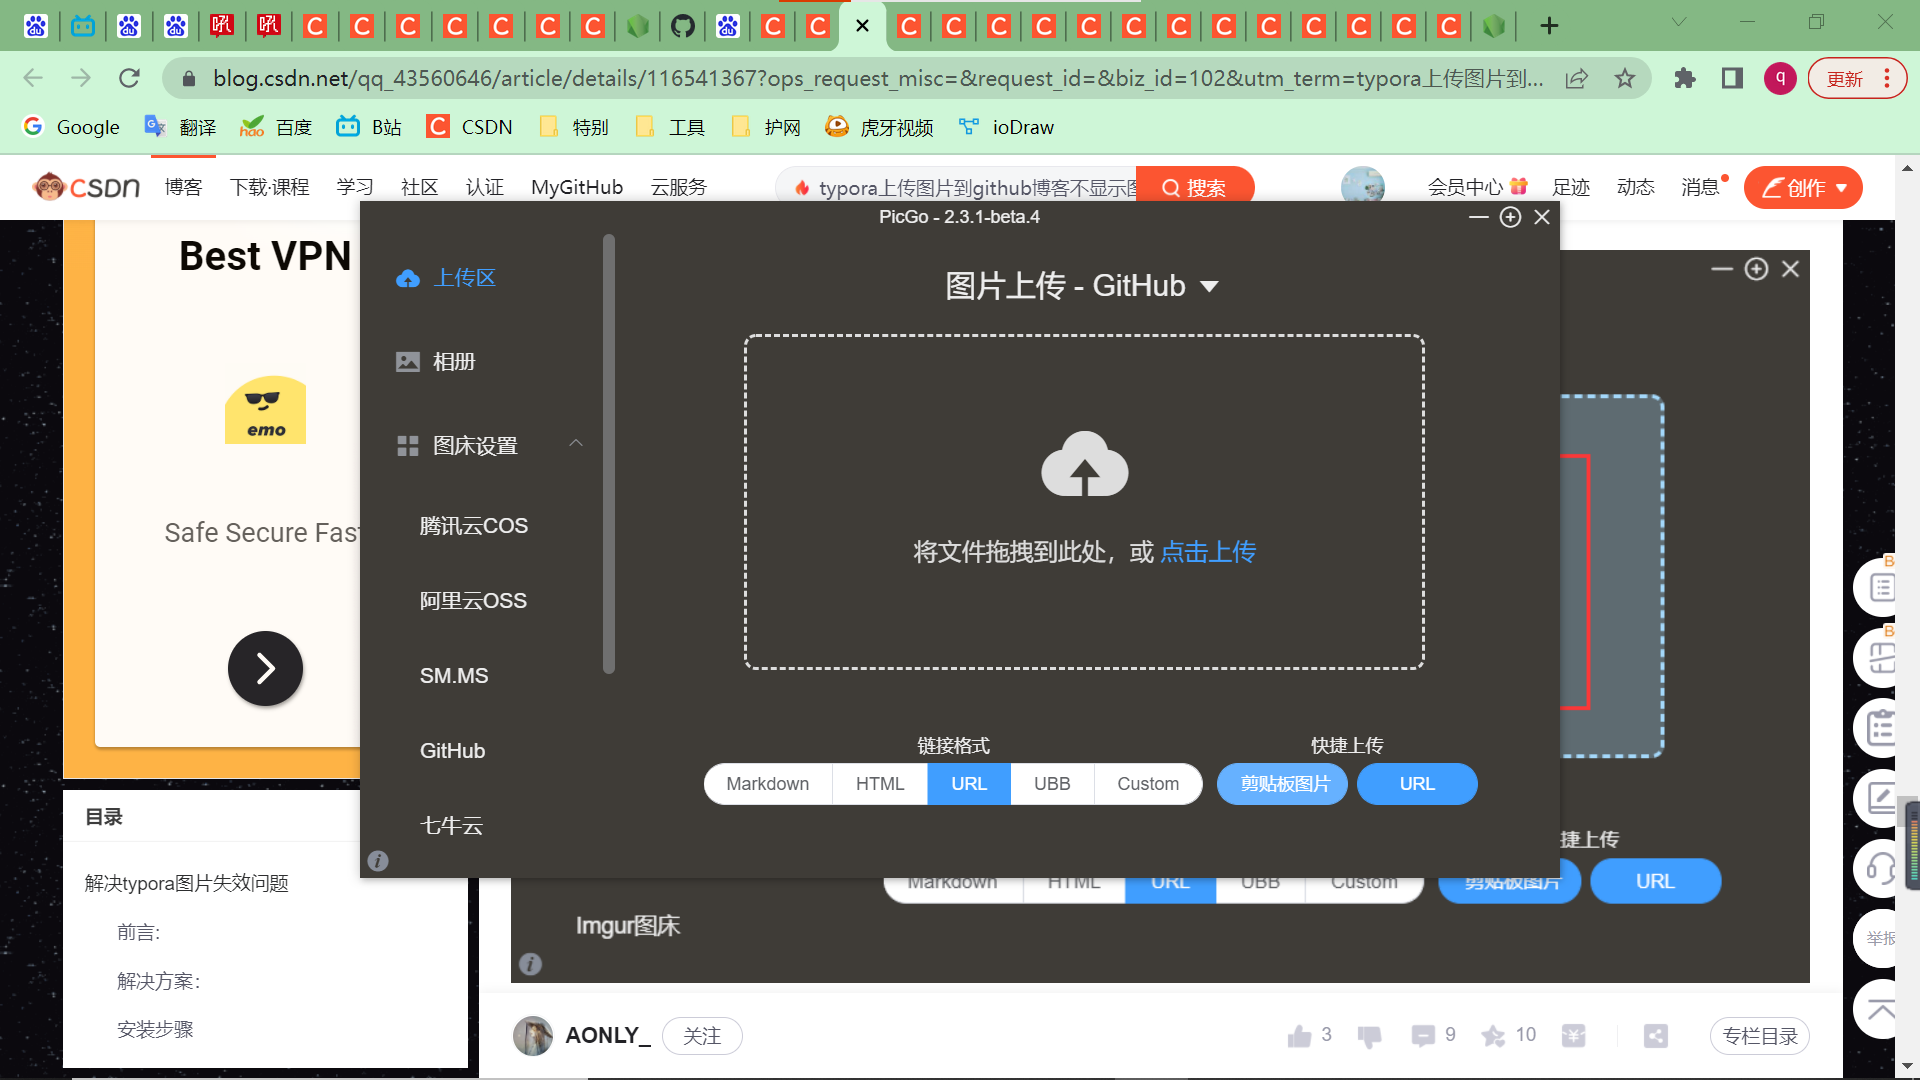 更新
blog.csdn.net/qq_43560646/article/details/116541367?ops_request_misc=&request_id=&biz_id=102&utm_term=typora上传图片到...
q
Google 翻译 百度 B站 CSDN 特别 工具 护网 虎牙视频 ioDraw
CSDN 博客 下载·课程 学习 社区 认证 MyGitHub 云服务 typora上传图片到github博客不显示图 搜索 会员中心 足迹 动态 消息 创作
PicGo - 2.3.1-beta.4
Best VPN
emo
Safe Secure Fast
上传区
相册
图床设置
腾讯云COS
阿里云OSS
SM.MS
GitHub
七牛云
图片上传 - GitHub
将文件拖拽到此处，或 点击上传
链接格式 快捷上传
Markdown HTML URL UBB Custom 剪贴板图片 URL
捷上传
Markdown HTML URL UBB Custom 剪贴板图片 URL
Imgur图床
目录
解决typora图片失效问题
前言:
解决方案：
安装步骤
AONLY_ 关注 3 9 10 专栏目录
举报